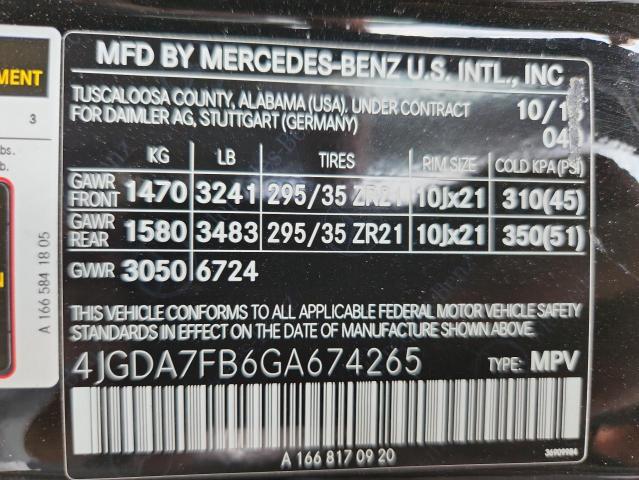 MFD BY MERCEDES-BENZ U.S. INTL., INC
TUSCALOOSA COUNTY, ALABAMA (USA), UNDER CONTRACT
FOR DAIMLER AG, STUTTGART (GERMANY)
KG LB TIRES RIM SIZE COLD KPA (PSI)
GAWR FRONT 1470 3241 295/35 ZR21 10Jx21 310(45)
GAWR REAR 1580 3483 295/35 ZR21 10Jx21 350(51)
GVWR 3050 6724
THIS VEHICLE CONFORMS TO ALL APPLICABLE FEDERAL MOTOR VEHICLE SAFETY
STANDARDS IN EFFECT ON THE DATE OF MANUFACTURE SHOWN ABOVE.
4JGDA7FB6GA674265 TYPE: MPV
A 166 817 09 20
36909984
3
A 166 584 18 05